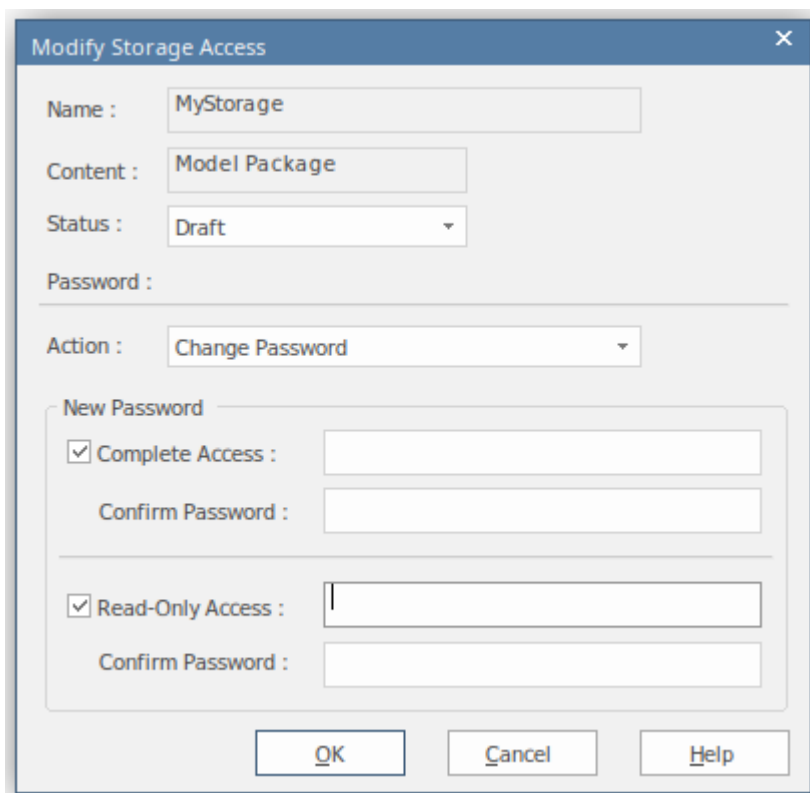 Modify Storage Access
Name : MyStorage
Content : Model Package
Status : Draft
Password :
Action : Change Password
New Password
Complete Access :
Confirm Password :
Read-Only Access :
Confirm Password :
OK Cancel Help